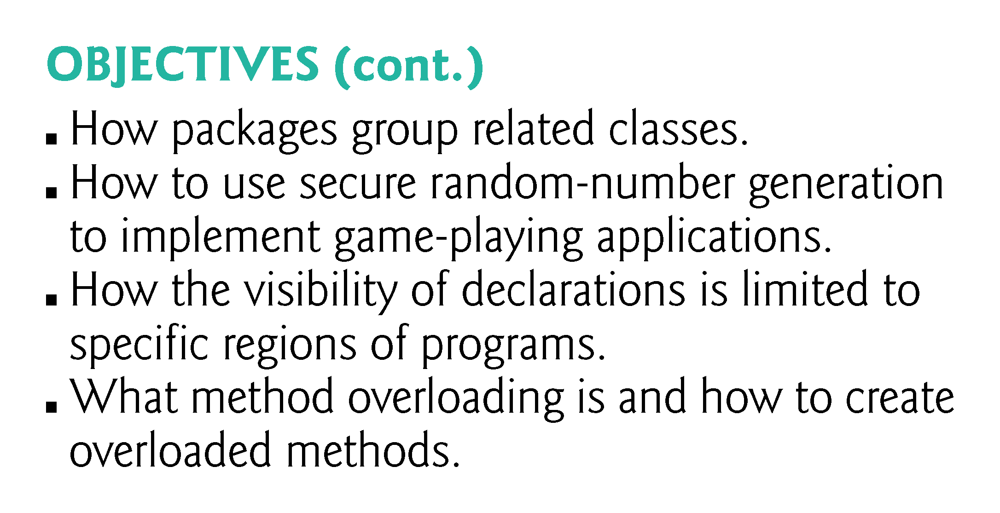 OBJECTIVES (cont.)
▪ How packages group related classes.
▪ How to use secure random-number generation
to implement game-playing applications.
▪ How the visibility of declarations is limited to
specific regions of programs.
▪ What method overloading is and how to create
overloaded methods.